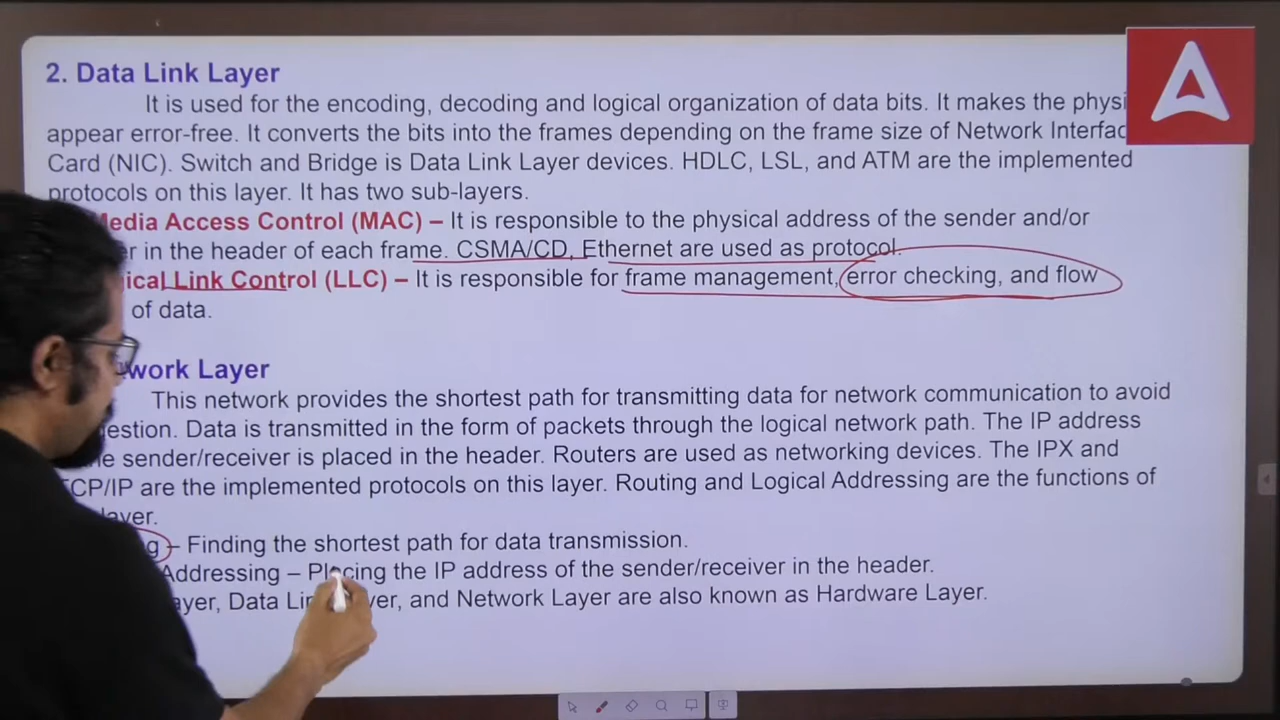 2. Data Link Layer
It is used for the encoding, decoding and logical organization of data bits. It makes the physi
appear error-free. It converts the bits into the frames depending on the frame size of Network Interfac
Card (NIC). Switch and Bridge is Data Link Layer devices. HDLC, LSL, and ATM are the implemented
protocols on this layer. It has two sub-layers.
Media Access Control (MAC) – It is responsible to the physical address of the sender and/or
er in the header of each frame. CSMA/CD, Ethernet are used as protocol.
ical Link Control (LLC) – It is responsible for frame management, error checking, and flow
of data.
work Layer
This network provides the shortest path for transmitting data for network communication to avoid
estion. Data is transmitted in the form of packets through the logical network path. The IP address
he sender/receiver is placed in the header. Routers are used as networking devices. The IPX and
TCP/IP are the implemented protocols on this layer. Routing and Logical Addressing are the functions of
layer.
g – Finding the shortest path for data transmission.
Addressing – Placing the IP address of the sender/receiver in the header.
ayer, Data Lin yer, and Network Layer are also known as Hardware Layer.